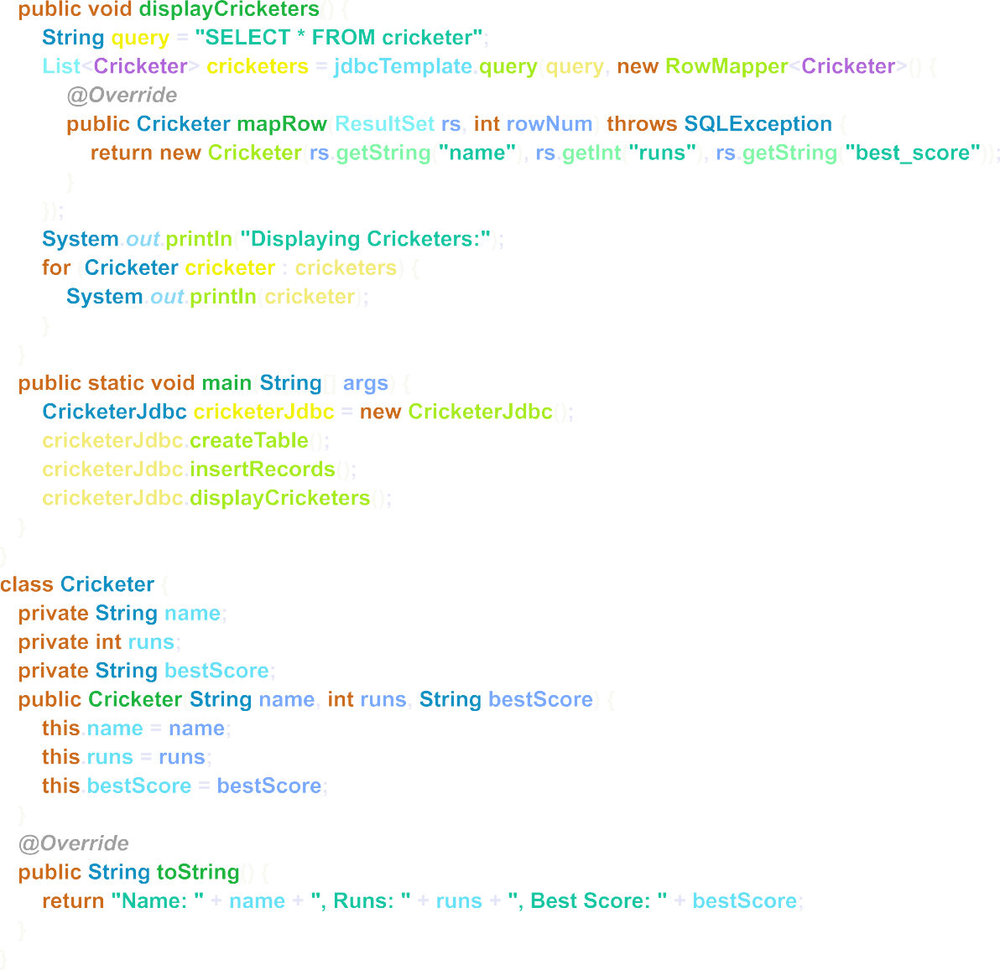 public void displayCricketers() {
String query = "SELECT * FROM cricketer";
List<Cricketer> cricketers = jdbcTemplate.query(query, new RowMapper<Cricketer>() {
@Override
public Cricketer mapRow(ResultSet rs, int rowNum) throws SQLException {
return new Cricketer(rs.getString("name"), rs.getInt("runs"), rs.getString("best_score"));
}
});
System.out.println("Displaying Cricketers:");
for (Cricketer cricketer : cricketers) {
System.out.println(cricketer);
}
}
public static void main(String[] args) {
CricketerJdbc cricketerJdbc = new CricketerJdbc();
cricketerJdbc.createTable();
cricketerJdbc.insertRecords();
cricketerJdbc.displayCricketers();
}
}
class Cricketer {
private String name;
private int runs;
private String bestScore;
public Cricketer(String name, int runs, String bestScore) {
this.name = name;
this.runs = runs;
this.bestScore = bestScore;
}
@Override
public String toString() {
return "Name: " + name + ", Runs: " + runs + ", Best Score: " + bestScore;
}
}